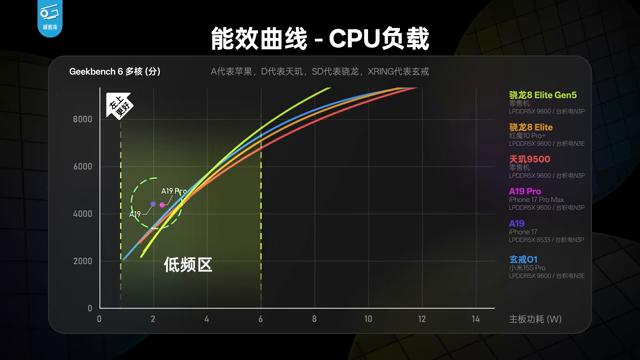 极客湾
能效曲线 - CPU负载
Geekbench 6 多核 (分)
A代表苹果，D代表天玑，SD代表骁龙，XRING代表玄戒
左上更好
8000
6000
4000
2000
0
A19 Pro
A19
低频区
0
2
4
6
8
10
12
14
主板功耗 (W)
骁龙8 Elite Gen5
零售机
LPDDR5X 9600 / 台积电N3P
骁龙8 Elite
红魔10 Pro+
LPDDR5X 9600 / 台积电N3E
天玑9500
零售机
LPDDR5X 9600 / 台积电N3P
A19 Pro
iPhone 17 Pro Max
LPDDR5X 9600 / 台积电N3P
A19
iPhone 17
LPDDR5X 8533 / 台积电N3P
玄戒O1
小米15S Pro
LPDDR5X 9600 / 台积电N3E